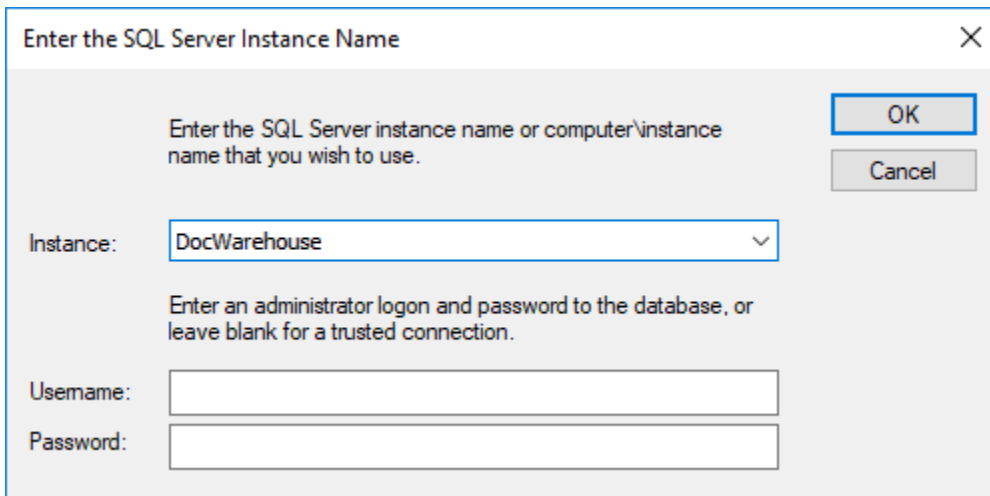 Enter the SQL Server Instance Name
Enter the SQL Server instance name or computer\instance
name that you wish to use.
OK
Cancel
Instance:
DocWarehouse
Enter an administrator logon and password to the database, or
leave blank for a trusted connection.
Username:
Password: